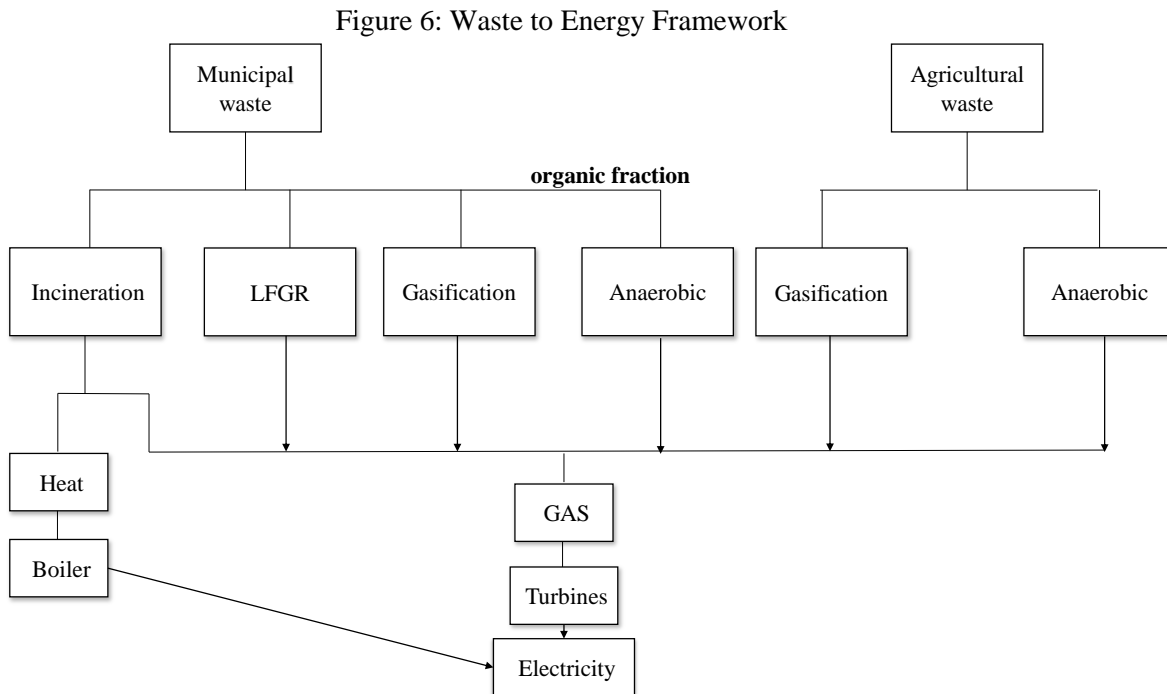 Figure 6: Waste to Energy Framework
Municipal
waste
Agricultural
waste
organic fraction
Incineration
LFGR
Gasification
Anaerobic
Gasification
Anaerobic
Heat
GAS
Boiler
Turbines
Electricity